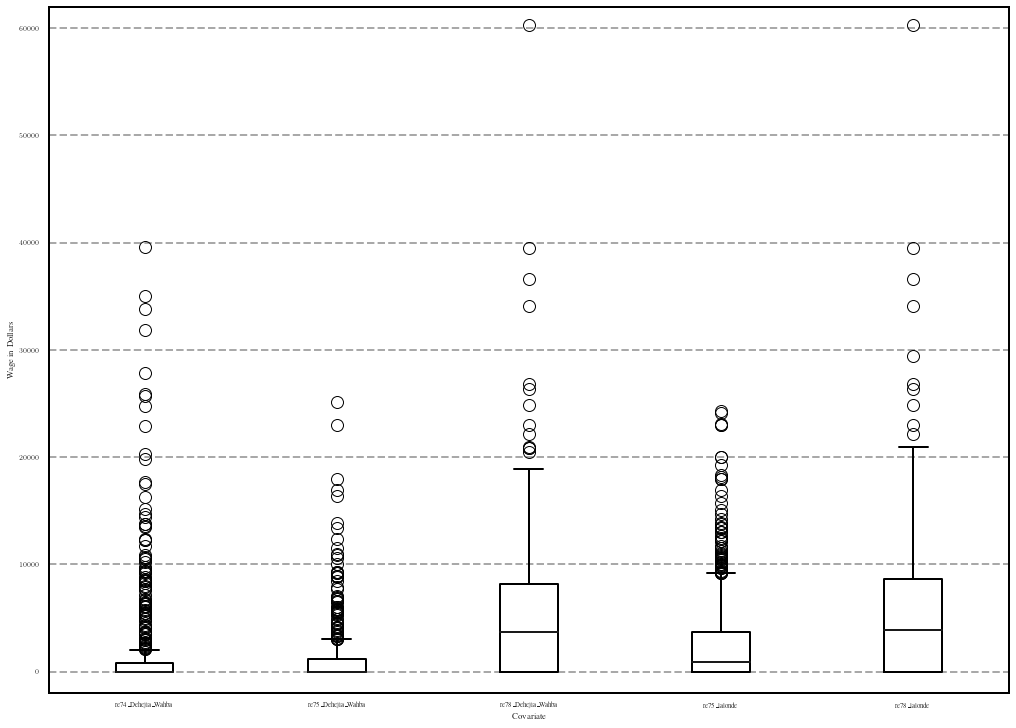 60000
50000
40000
30000
20000
10000
0
Wage in Dollars
re74_Dehejia_Wahba re75_Dehejia_Wahba re78_Dehejia_Wahba re75_lalonde re78_lalonde
Covariate